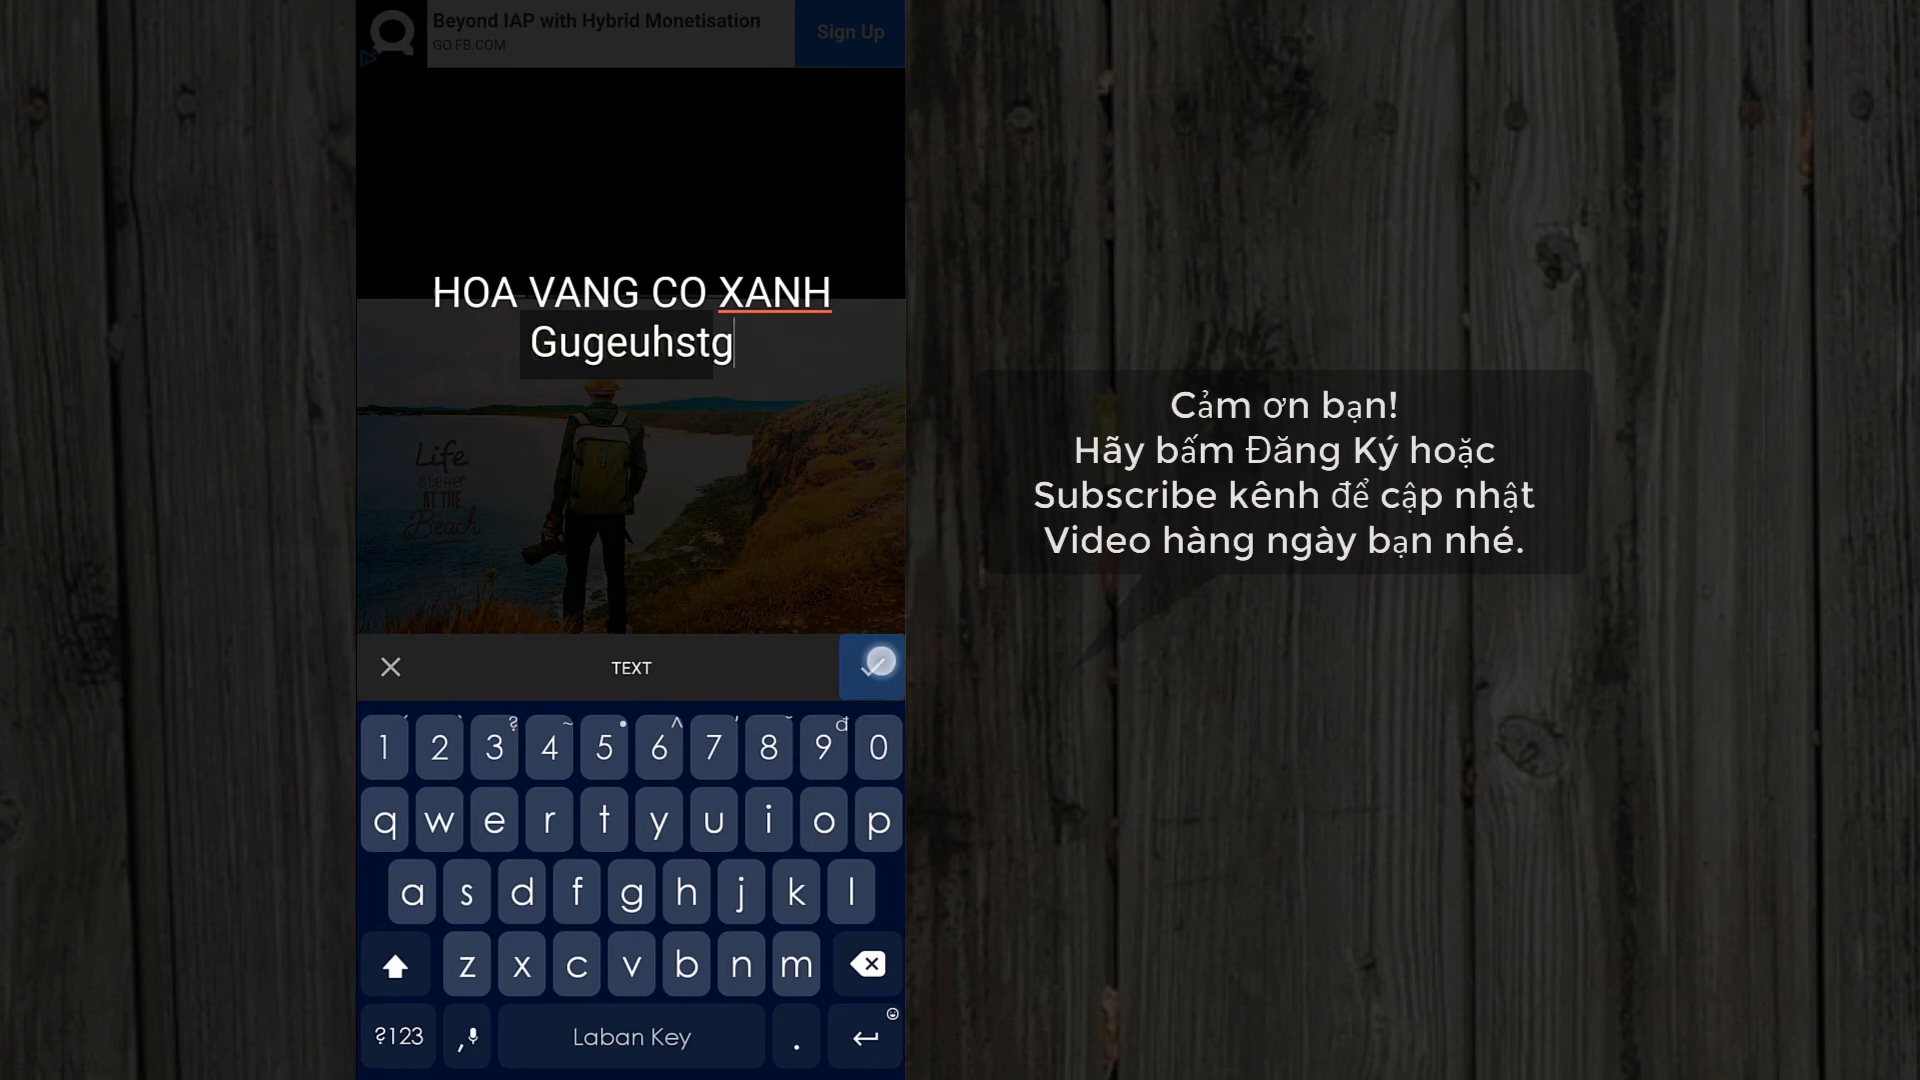 Beyond IAP with Hybrid Monetisation
GO.FB.COM
Sign Up
HOA VANG CO XANH
Gugeuhstg
Life
is better
AT THE
Beach
Cảm ơn bạn!
Hãy bấm Đăng Ký hoặc
Subscribe kênh để cập nhật
Video hàng ngày bạn nhé.
TEXT
1 2 3 ? 4 ~ 5 6 ^ 7 8 9 đ 0
q w e r t y u i o p
a s d f g h j k l
z x c v b n m
?123 , Laban Key .